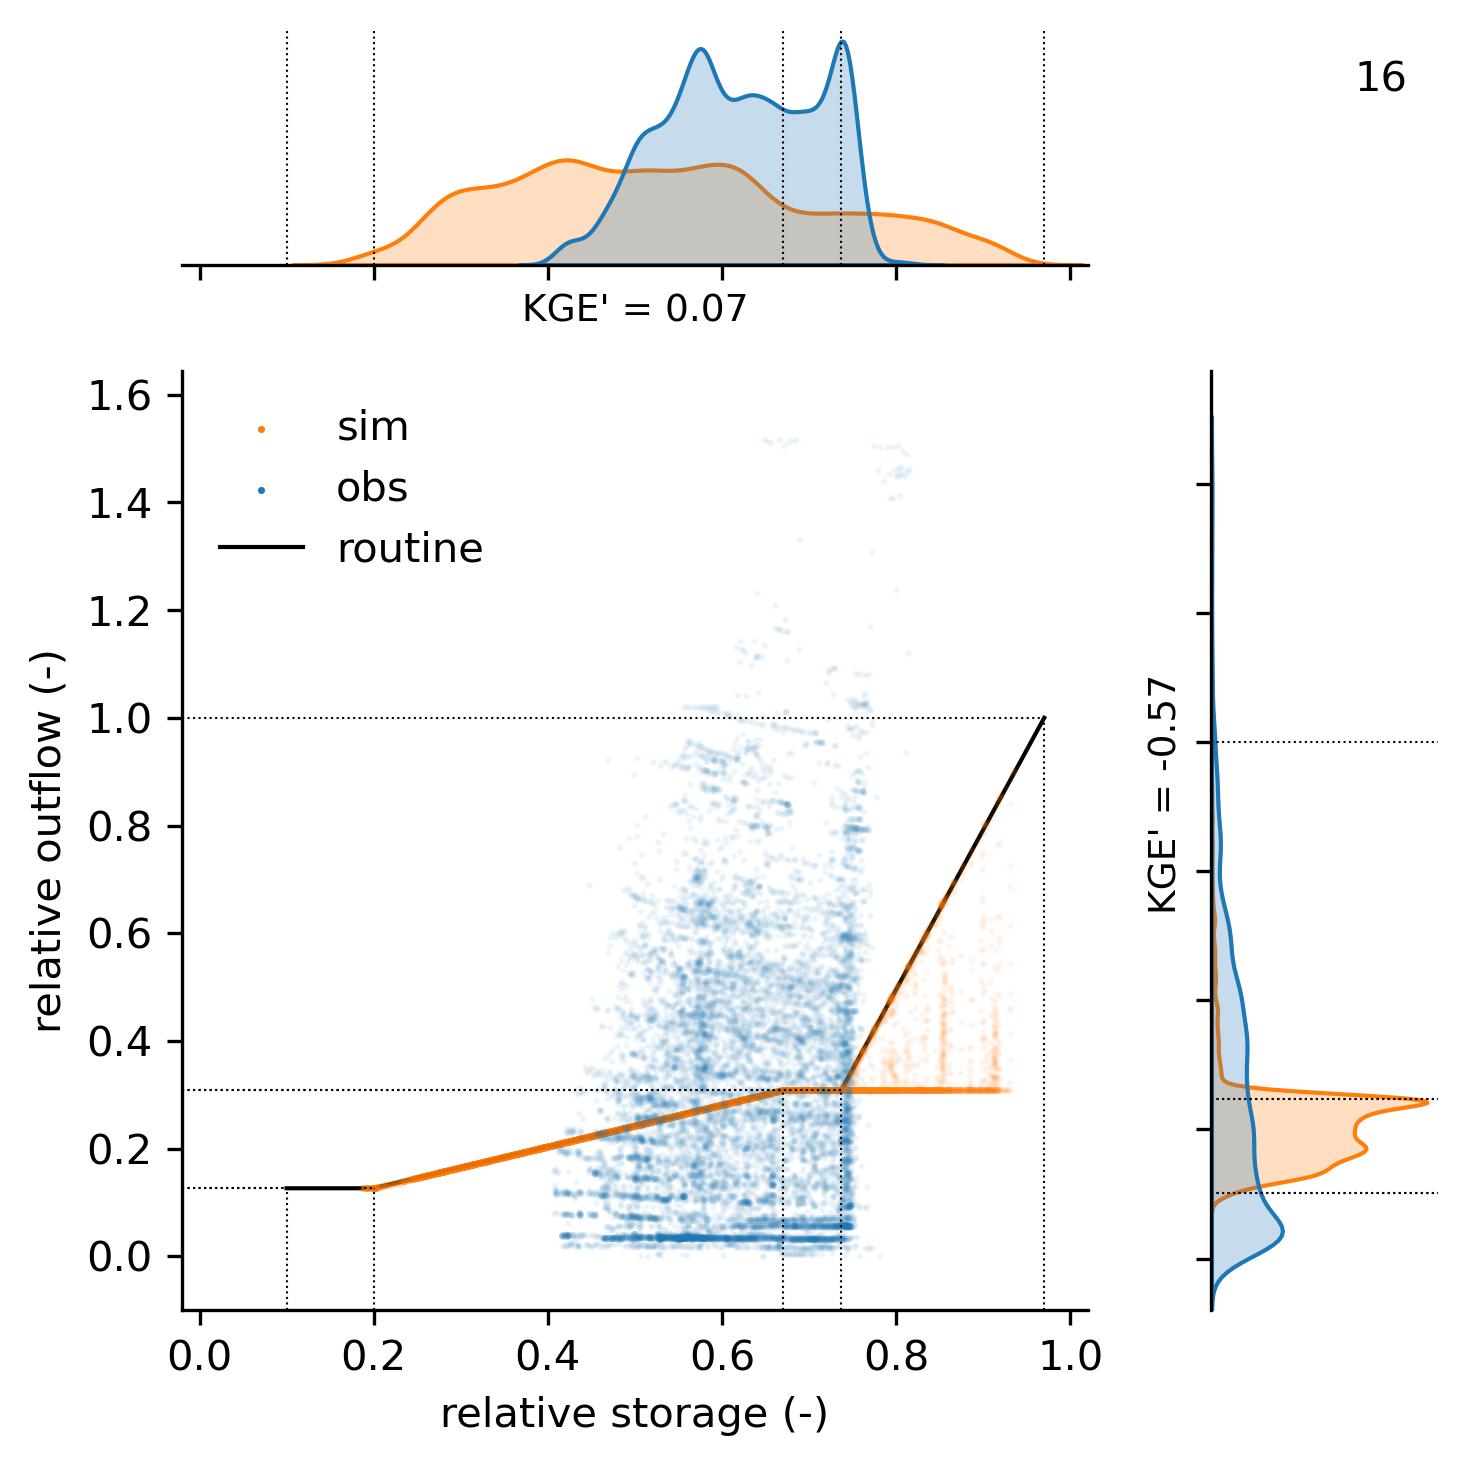 16
KGE' = 0.07
sim
obs
routine
1.6
1.4
1.2
1.0
0.8
0.6
0.4
0.2
0.0
relative outflow (-)
KGE' = -0.57
0.0 0.2 0.4 0.6 0.8 1.0
relative storage (-)